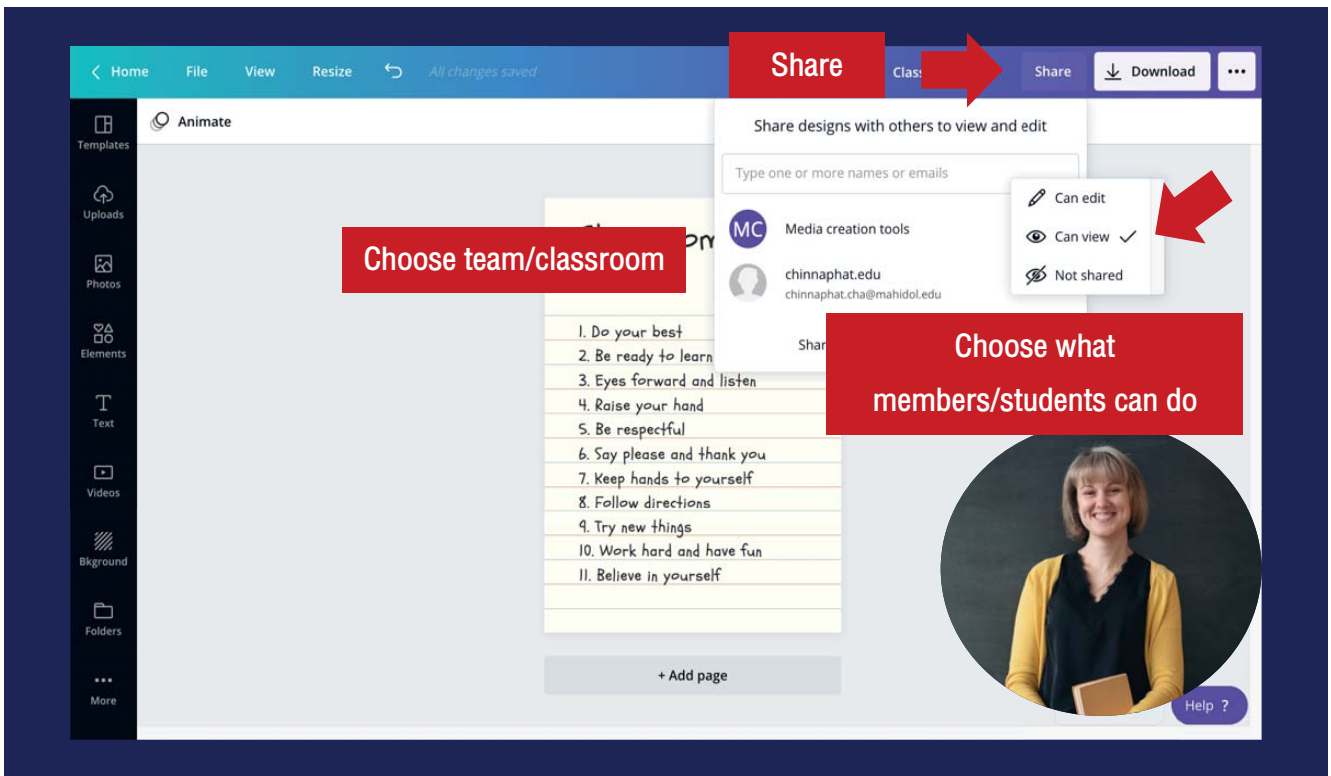 Home File View Resize All changes saved
Share
Clas
Share Download
Templates
Animate
Uploads
Photos
Elements
Text
Videos
Bkground
Folders
More
Share designs with others to view and edit
Type one or more names or emails
MC Media creation tools
chinnaphat.edu
chinnaphat.cha@mahidol.edu
Can edit
Can view
Not shared
Choose team/classroom
Choose what
members/students can do
1. Do your best
2. Be ready to learn
3. Eyes forward and listen
4. Raise your hand
5. Be respectful
6. Say please and thank you
7. Keep hands to yourself
8. Follow directions
9. Try new things
10. Work hard and have fun
11. Believe in yourself
+ Add page
Help ?